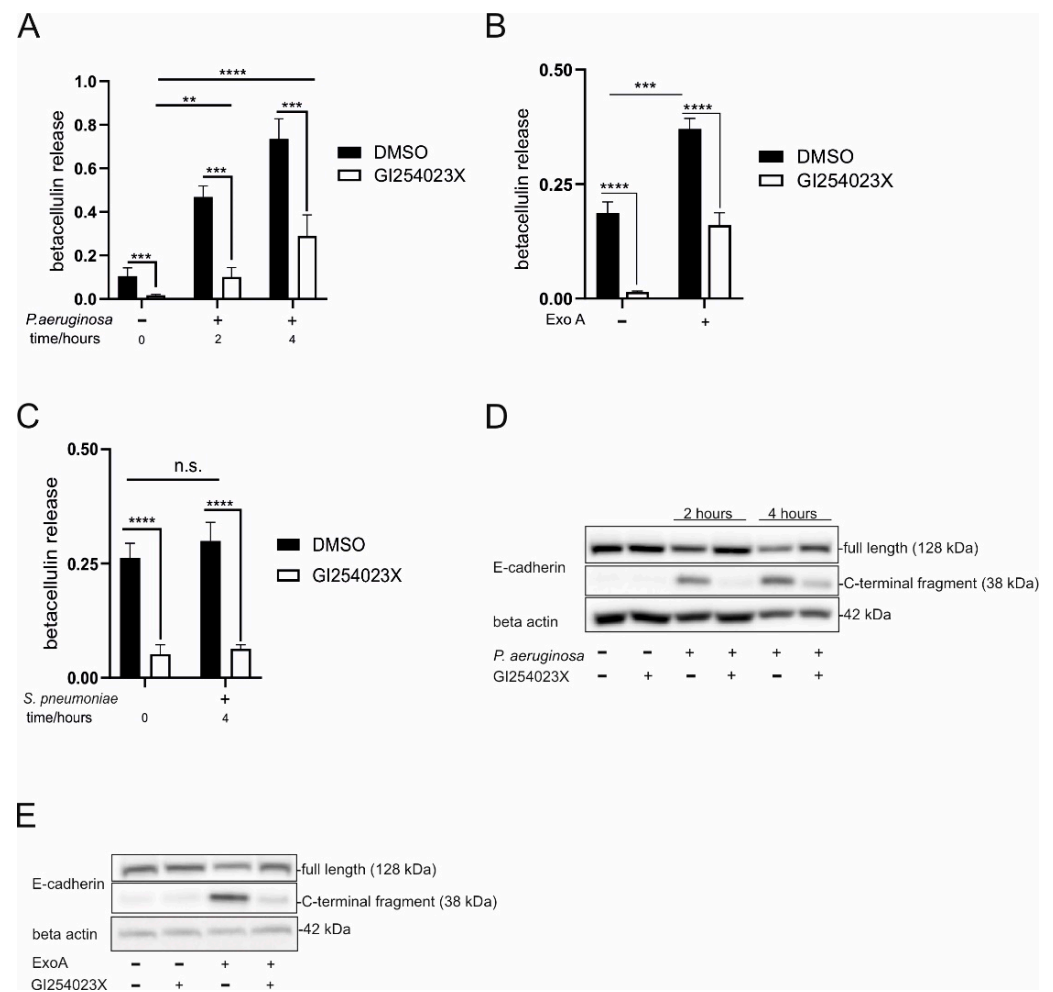 A
betacellulin release
1.0
0.8
0.6
0.4
0.2
0.0
****
**
***
***
***
DMSO
GI254023X
P.aeruginosa - + +
time/hours 0 2 4
B
betacellulin release
0.50
0.25
0.00
***
****
****
DMSO
GI254023X
Exo A - +
C
betacellulin release
0.50
0.25
0.00
n.s.
****
****
DMSO
GI254023X
S. pneumoniae +
time/hours 0 4
D
2 hours 4 hours
E-cadherin
-full length (128 kDa)
-C-terminal fragment (38 kDa)
beta actin
-42 kDa
P. aeruginosa - - + + + +
GI254023X - + - + - +
E
E-cadherin
-full length (128 kDa)
-C-terminal fragment (38 kDa)
beta actin
-42 kDa
ExoA - - + +
GI254023X - + - +